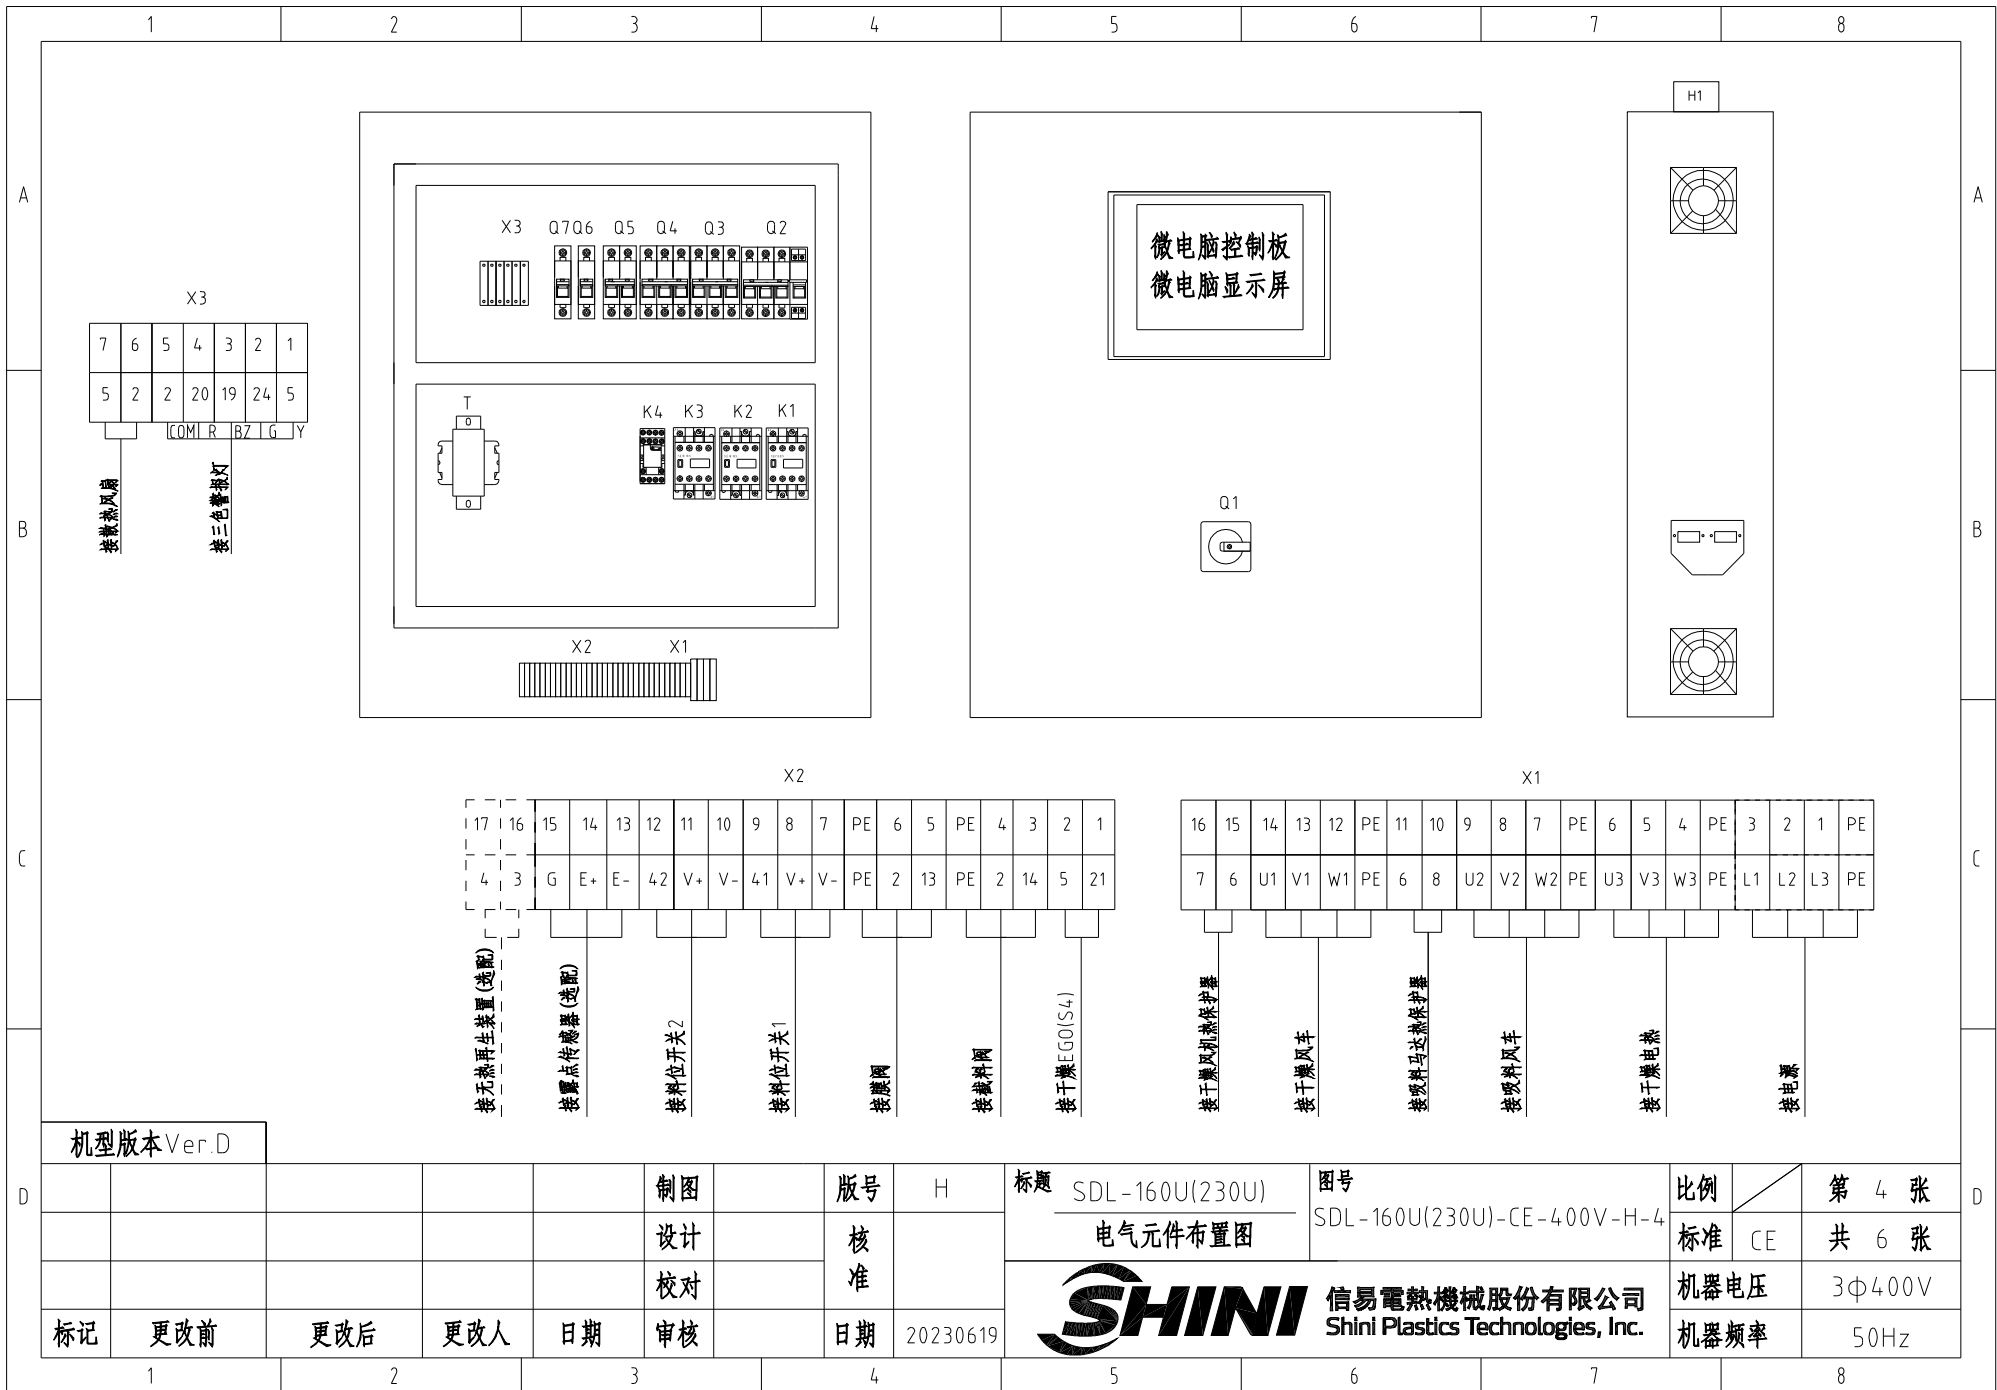 1 2 3 4 5 6 7 8
A
A
H1
X3 Q7 Q6 Q5 Q4 Q3 Q2
微电脑控制板
微电脑显示屏
X3
7 6 5 4 3 2 1
5 2 2 20 19 24 5
COM R BZ G Y
接散热风扇
接三色警报灯
T
K4 K3 K2 K1
Q1
B
B
X2 X1
X2
17 16 15 14 13 12 11 10 9 8 7 PE 6 5 PE 4 3 2 1
4 3 G E+ E- 42 V+ V- 41 V+ V- PE 2 13 PE 2 14 5 21
接无热再生装置(选配)
接露点传感器(选配)
接料位开关2
接料位开关1
接膜阀
接截料阀
接干燥EGO(S4)
X1
16 15 14 13 12 PE 11 10 9 8 7 PE 6 5 4 PE 3 2 1 PE
7 6 U1 V1 W1 PE 6 8 U2 V2 W2 PE U3 V3 W3 PE L1 L2 L3 PE
接干燥风机热保护器
接干燥风车
接吸料马达热保护器
接吸料风车
接干燥电热
接电源
C
C
机型版本Ver.D
D
D
制图
设计
校对
审核
标记 更改前 更改后 更改人 日期
版号 H
核
准
日期 20230619
标题 SDL-160U(230U)
电气元件布置图
图号
SDL-160U(230U)-CE-400V-H-4
比例 第 4 张
标准 CE 共 6 张
机器电压 3φ400V
机器频率 50Hz
SHINI
信易電熱機械股份有限公司
Shini Plastics Technologies, Inc.
1 2 3 4 5 6 7 8